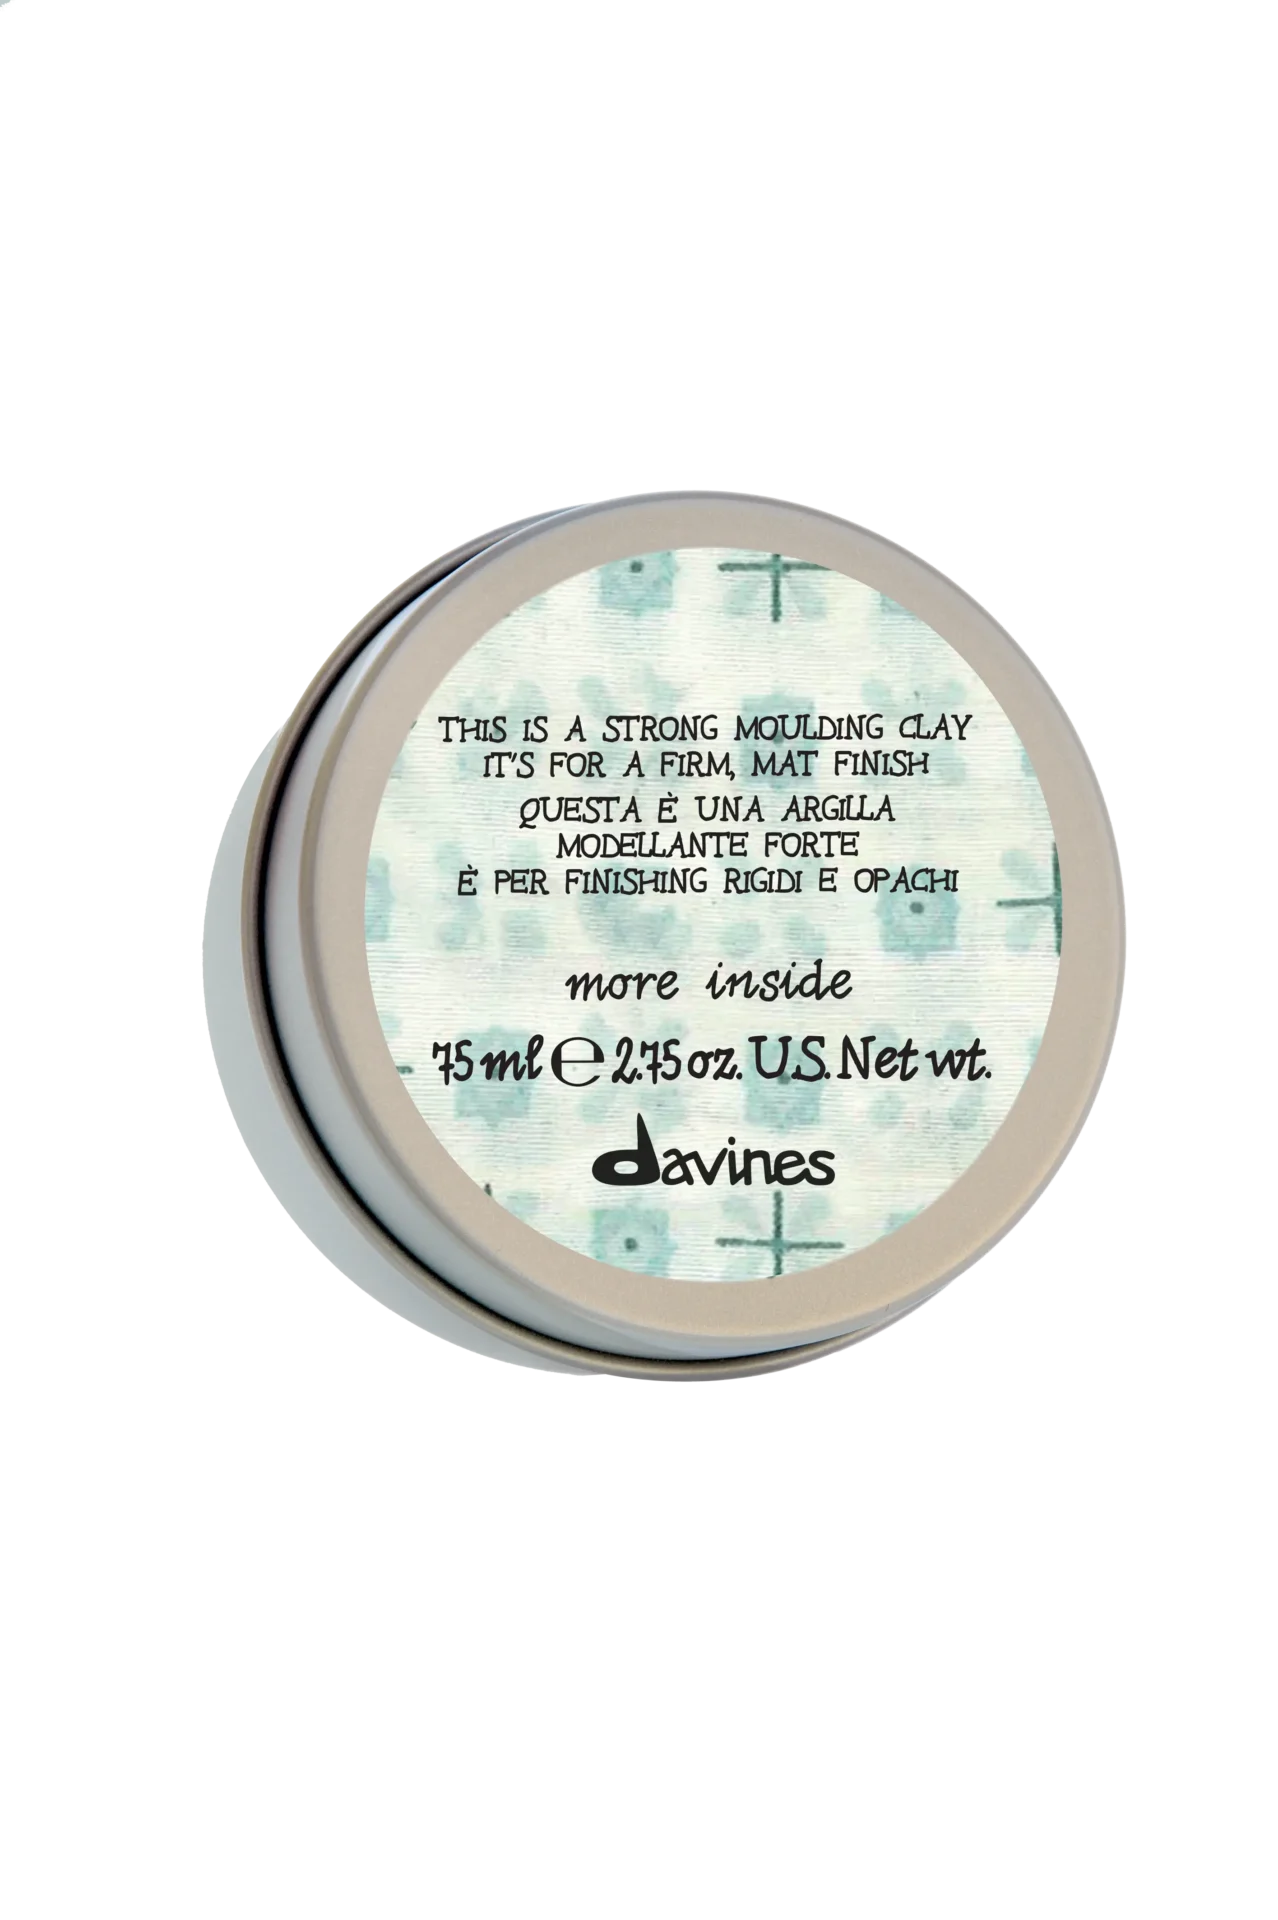 THIS IS A STRONG MOULDING CLAY
IT'S FOR A FIRM, MAT FINISH
QUESTA È UNA ARGILLA
MODELLANTE FORTE
È PER FINISHING RIGIDI E OPACHI
more inside
75 ml e 2.75 oz. U.S. Net wt.
davines